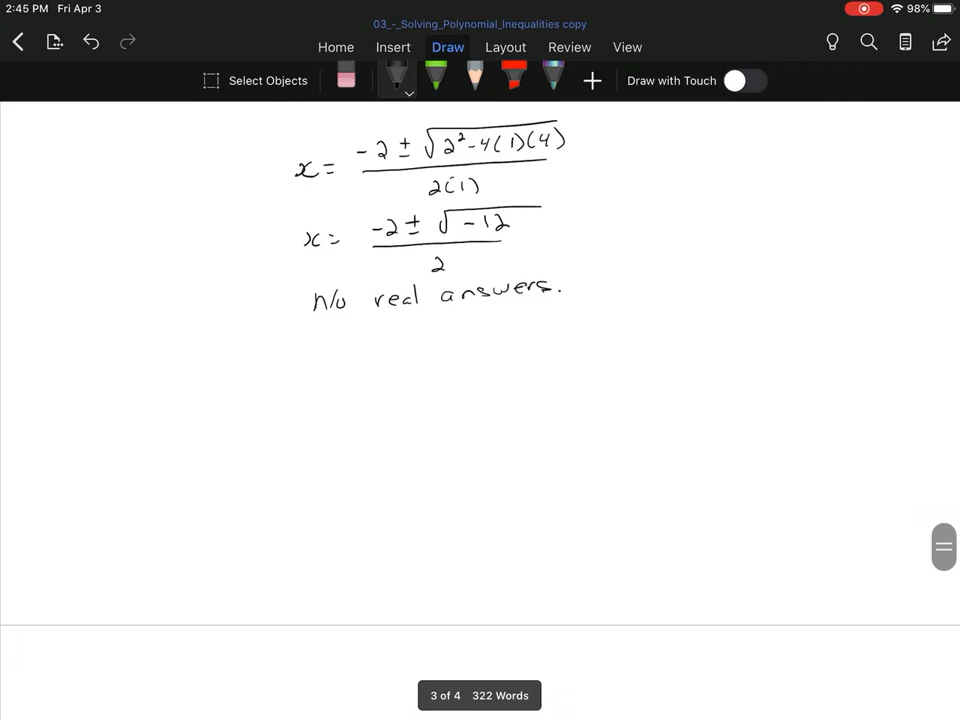 2:45 PM Fri Apr 3
98%
03_-_Solving_Polynomial_Inequalities copy
Home Insert Draw Layout Review View
Select Objects
Draw with Touch
x = (-2 ± √(2² - 4(1)(4))) / 2(1)
x = (-2 ± √(-12)) / 2
n/o real answers.
3 of 4 322 Words